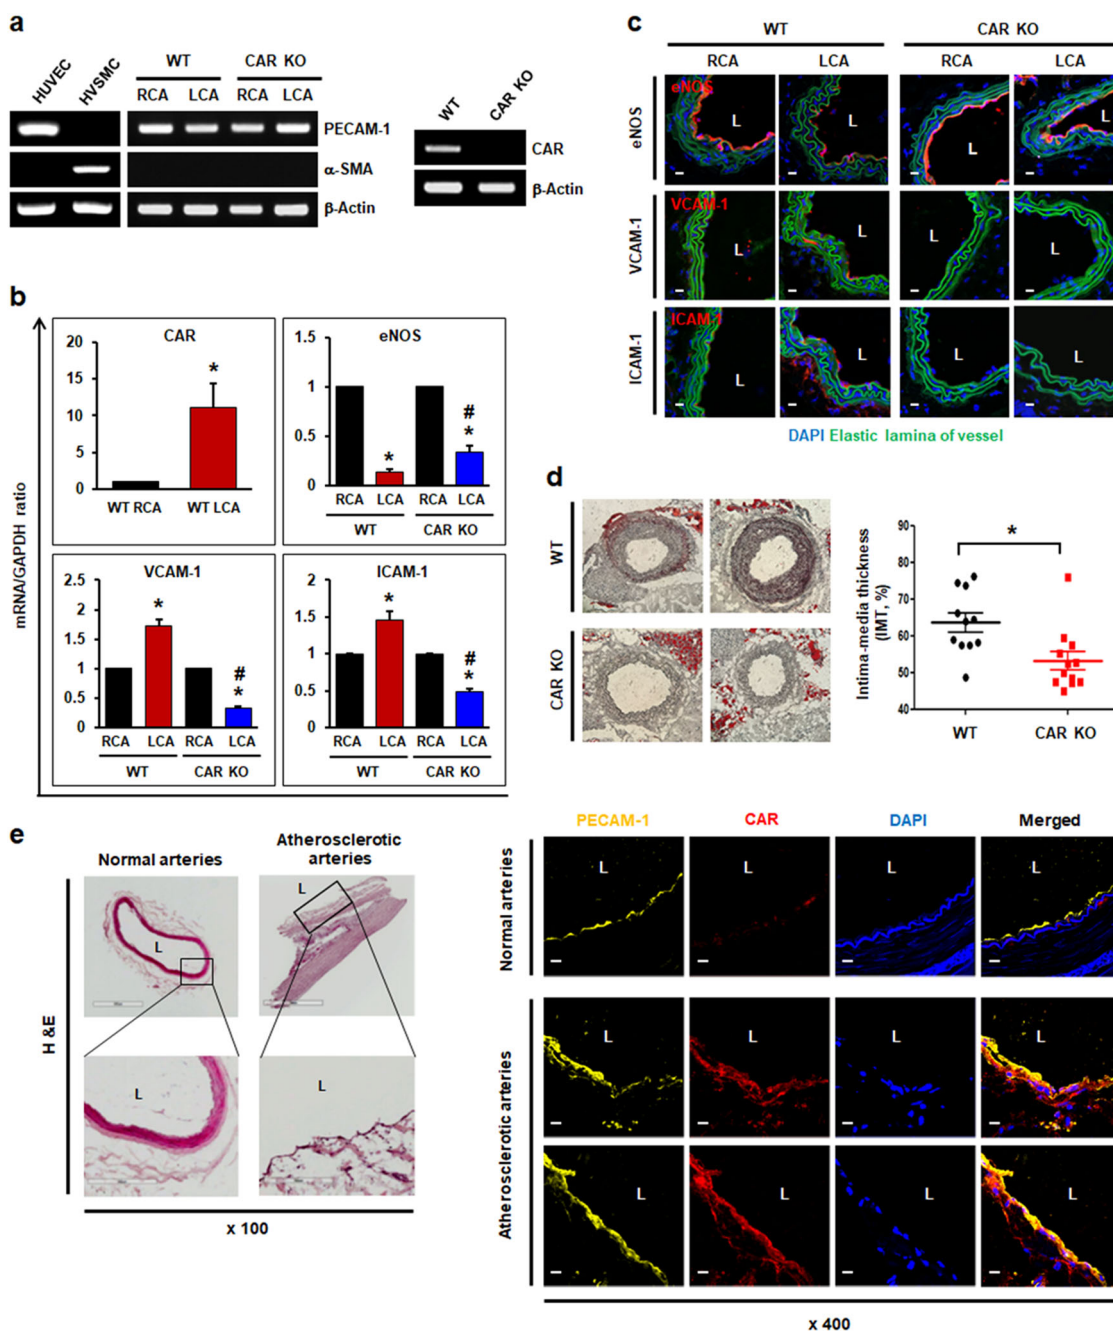 a
HUVEC
HVSMC
WT
CAR KO
RCA
LCA
RCA
LCA
PECAM-1
α-SMA
β-Actin
WT
CAR KO
CAR
β-Actin
b
mRNA/GAPDH ratio
CAR
20
15
10
5
0
WT RCA
WT LCA
*
eNOS
1.5
1
0.5
0
*
#
*
RCA
LCA
RCA
LCA
WT
CAR KO
VCAM-1
2.5
2
1.5
1
0.5
0
*
#
*
RCA
LCA
RCA
LCA
WT
CAR KO
ICAM-1
2
1.5
1
0.5
0
*
#
*
RCA
LCA
RCA
LCA
WT
CAR KO
c
WT
CAR KO
RCA
LCA
RCA
LCA
eNOS
eNOS
L
L
L
L
VCAM-1
VCAM-1
L
L
L
L
ICAM-1
ICAM-1
L
L
L
L
DAPI Elastic lamina of vessel
d
WT
CAR KO
Intima-media thickness
(IMT, %)
90
80
70
60
50
40
*
WT
CAR KO
e
Normal arteries
Atherosclerotic
arteries
H &E
L
L
L
L
x 100
PECAM-1
CAR
DAPI
Merged
Normal arteries
L
L
L
L
Atherosclerotic arteries
L
L
L
L
L
L
L
L
x 400